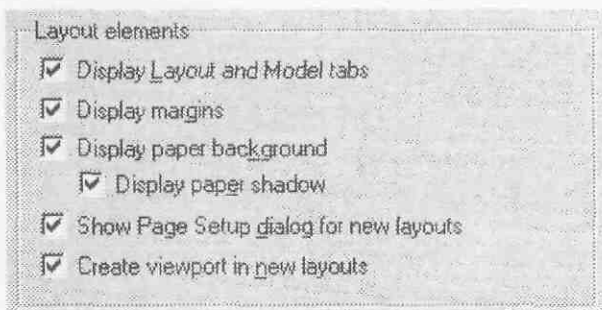 Layout elements
Display Layout and Model tabs
Display margins
Display paper background
Display paper shadow
Show Page Setup dialog for new layouts
Create viewport in new layouts